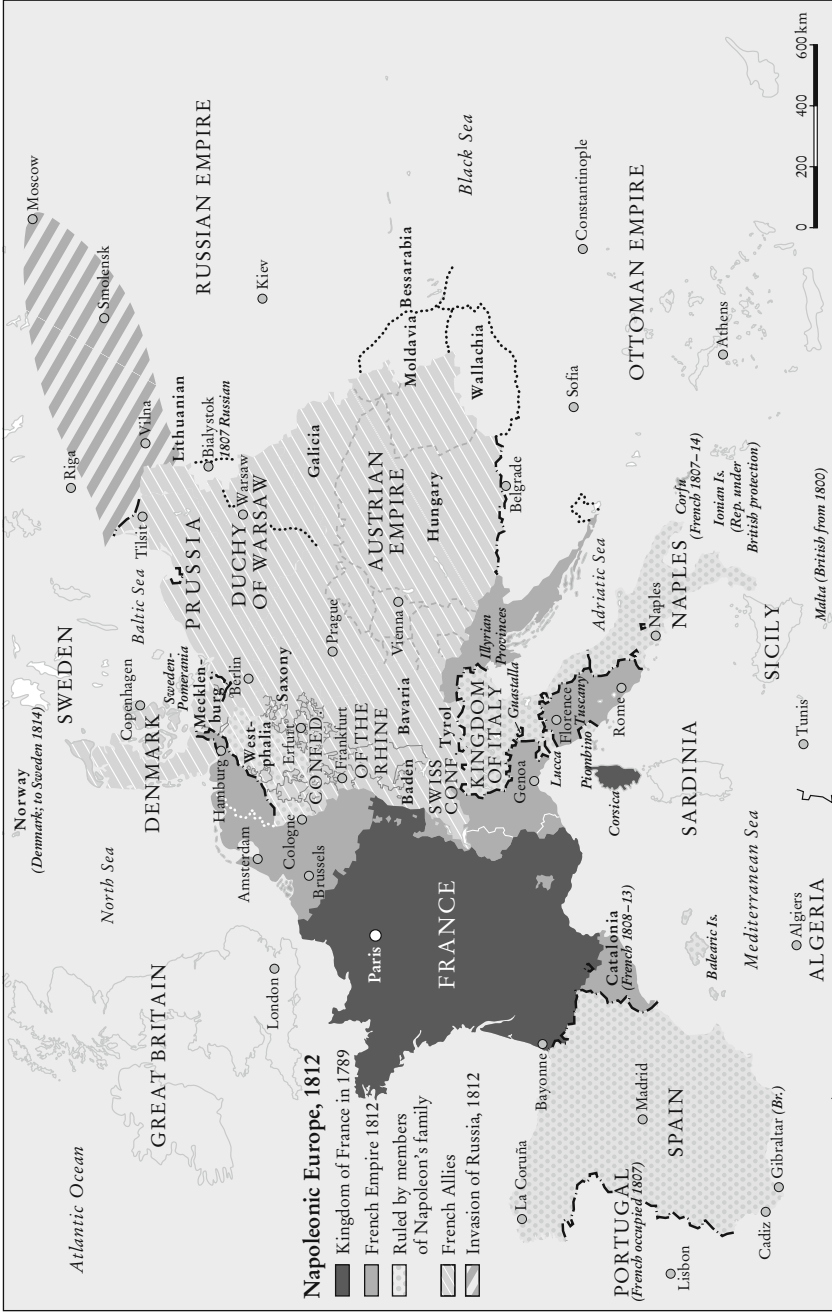 Napoleonic Europe, 1812
Kingdom of France in 1789
French Empire 1812
Ruled by members
of Napoleon's family
French Allies
Invasion of Russia, 1812
Atlantic Ocean
GREAT BRITAIN
London
North Sea
Norway
(Denmark; to Sweden 1814)
SWEDEN
DENMARK
Copenhagen
Baltic Sea
Sweden-
Pomerania
Mecklen-
burg
Hamburg
Berlin
Amsterdam
Cologne
Brussels
West-
phalia
Erfurt
Saxony
CONFED.
OF THE
RHINE
Frankfurt
Baden
Bavaria
Prague
PRUSSIA
Tilsit
Riga
Vilna
Smolensk
Moscow
RUSSIAN EMPIRE
Lithuanian
Bialystok
1807 Russian
Warsaw
DUCHY
OF WARSAW
Kiev
Galicia
AUSTRIAN
EMPIRE
Hungary
Vienna
Moldavia
Bessarabia
Wallachia
Black Sea
Belgrade
Sofia
Constantinople
OTTOMAN EMPIRE
Athens
Paris
FRANCE
SWISS
CONF.
Tyrol
KINGDOM
OF ITALY
Illyrian
Provinces
Guastalla
Genoa
Lucca
Florence
Tuscany
Piombino
Rome
Adriatic Sea
Naples
NAPLES
Corfu
(French 1807–14)
Ionian Is.
(Rep. under
British protection)
Corsica
SARDINIA
SICILY
Malta (British from 1800)
Tunis
Mediterranean Sea
Algiers
ALGERIA
Balearic Is.
Catalonia
(French 1808–13)
Bayonne
La Coruña
Madrid
SPAIN
PORTUGAL
(French occupied 1807)
Lisbon
Cadiz
Gibraltar (Br.)
0 200 400 600 km